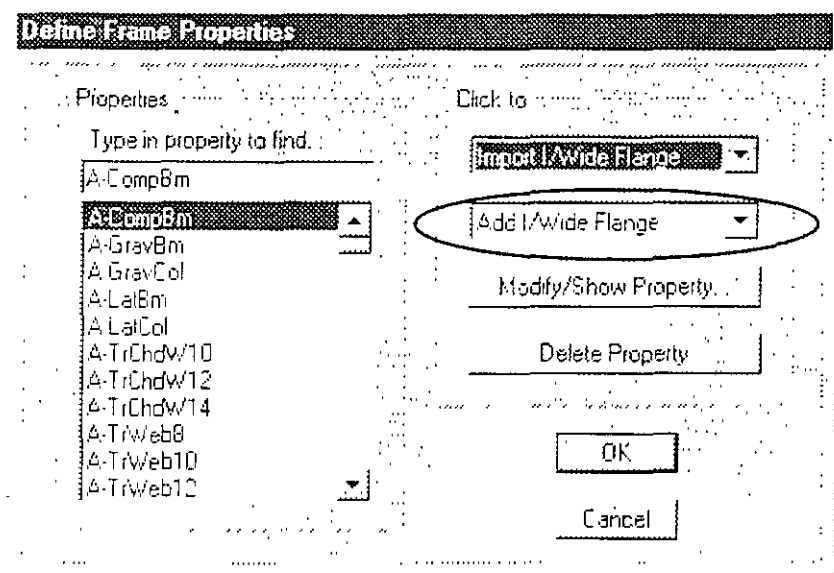 Define Frame Properties
Properties
Type in property to find.
A-CompBm
A-CompBm
A-GravBm
A-GravCol
A-LatBm
A-LatCol
A-TrChdW10
A-TrChdW12
A-TrChdW14
A-TrWeb8
A-TrWeb10
A-TrWeb12
Click to
Import I/Wide Flange
Add I/Wide Flange
Modify/Show Property...
Delete Property
OK
Cancel